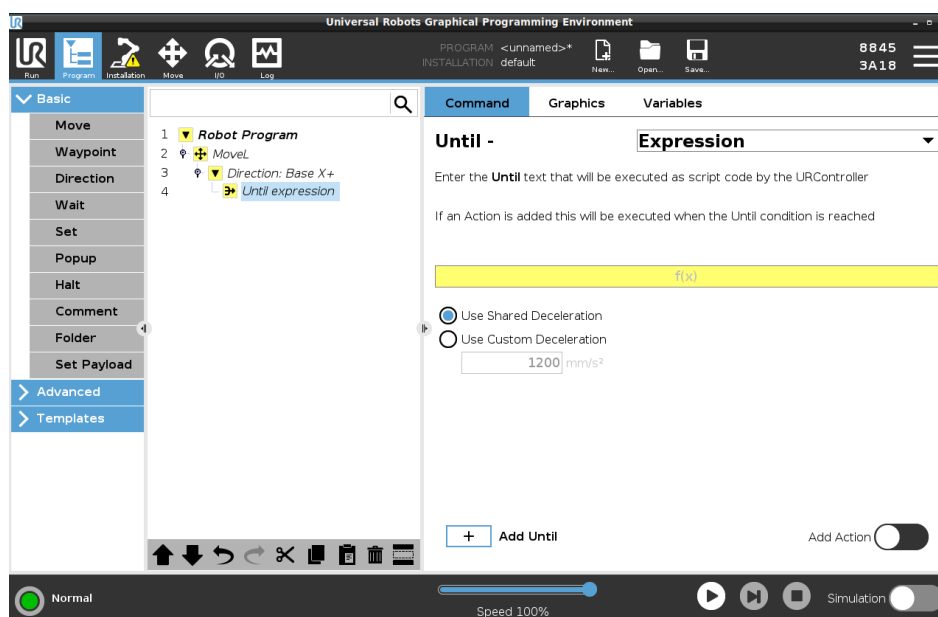 Universal Robots Graphical Programming Environment
UR
Run
Program
Installation
Move
I/O
Log
PROGRAM <unnamed>*
INSTALLATION default
New...
Open...
Save...
8845
3A18
Basic
Move
Waypoint
Direction
Wait
Set
Popup
Halt
Comment
Folder
Set Payload
Advanced
Templates
1 Robot Program
2 MoveL
3 Direction: Base X+
4 Until expression
Command Graphics Variables
Until - Expression
Enter the Until text that will be executed as script code by the URController
If an Action is added this will be executed when the Until condition is reached
f(x)
Use Shared Deceleration
Use Custom Deceleration
1200 mm/s²
+ Add Until
Add Action
Normal
Speed 100%
Simulation